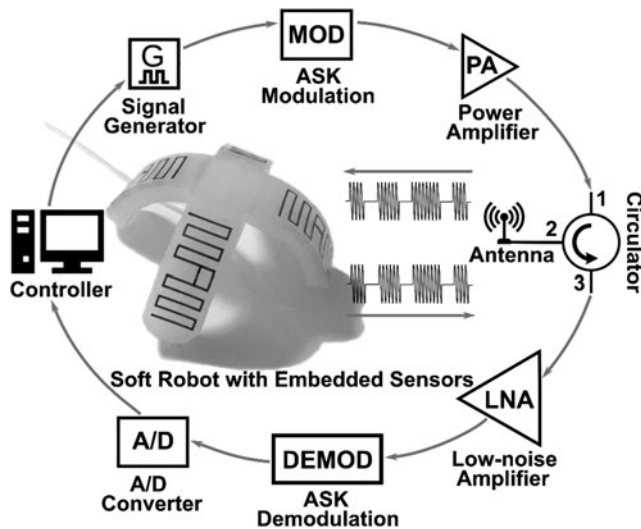 G
Signal
Generator
MOD
ASK
Modulation
PA
Power
Amplifier
1
2
3
Circulator
Antenna
Controller
Soft Robot with Embedded Sensors
LNA
Low-noise
Amplifier
DEMOD
ASK
Demodulation
A/D
A/D
Converter